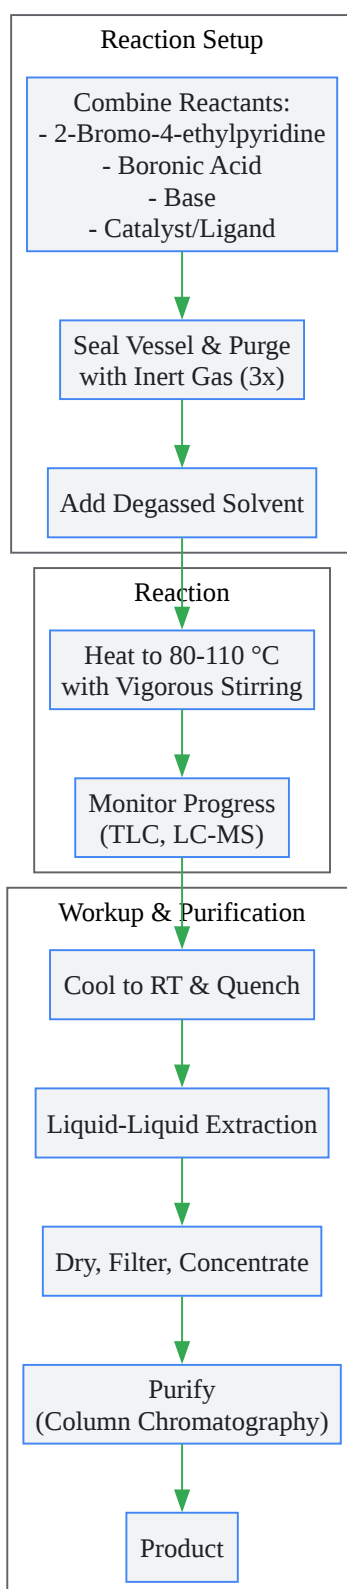 Reaction Setup
Combine Reactants:
- 2-Bromo-4-ethylpyridine
- Boronic Acid
- Base
- Catalyst/Ligand
Seal Vessel & Purge
with Inert Gas (3x)
Add Degassed Solvent
Reaction
Heat to 80-110 °C
with Vigorous Stirring
Monitor Progress
(TLC, LC-MS)
Workup & Purification
Cool to RT & Quench
Liquid-Liquid Extraction
Dry, Filter, Concentrate
Purify
(Column Chromatography)
Product